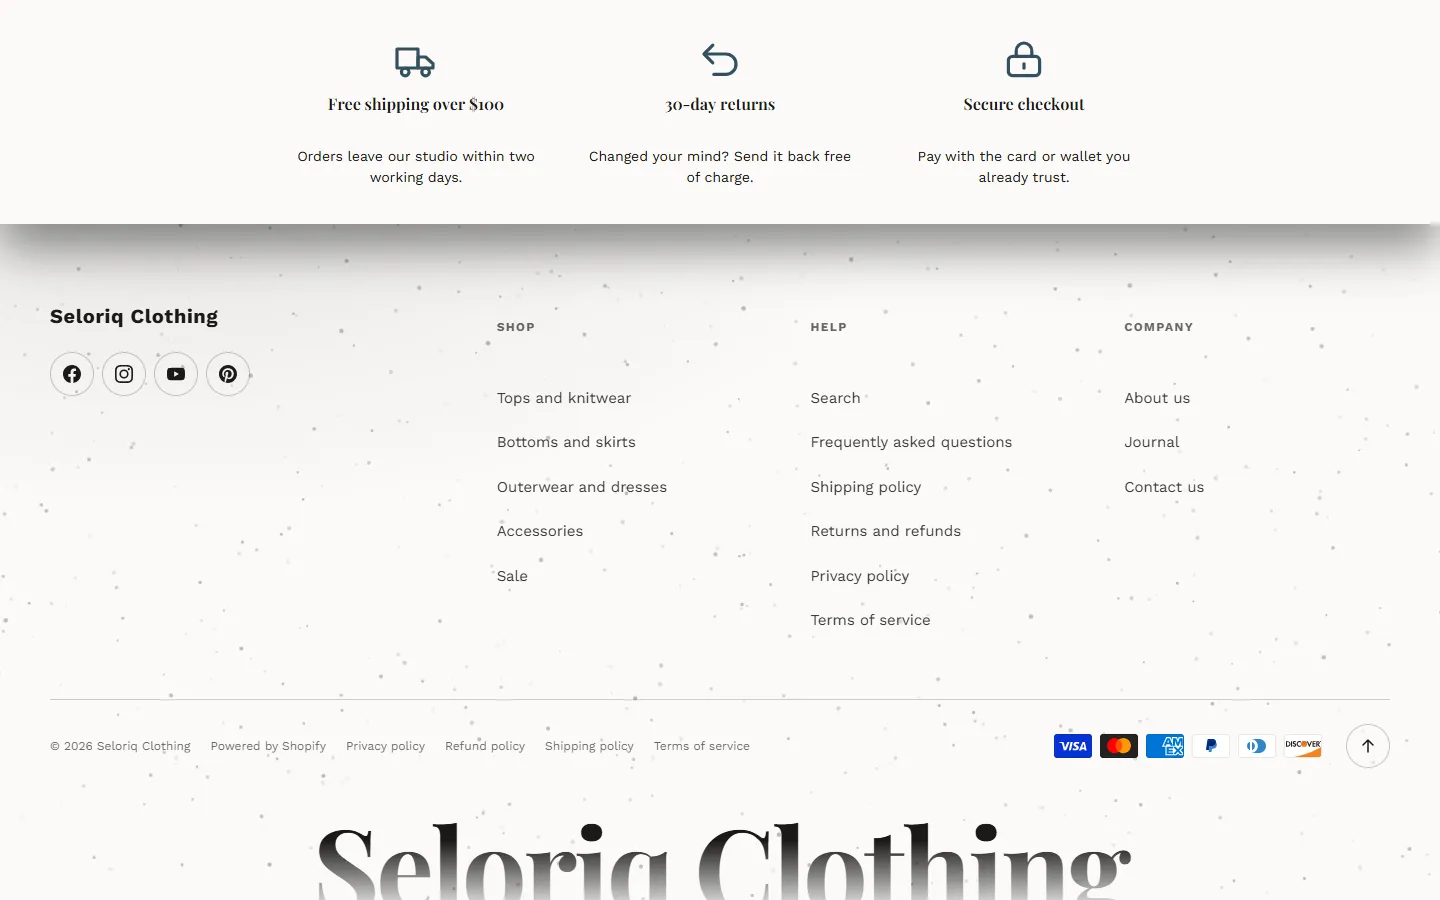 Free shipping over $100
Orders leave our studio within two
working days.
30-day returns
Changed your mind? Send it back free
of charge.
Secure checkout
Pay with the card or wallet you
already trust.
Seloriq Clothing
SHOP
Tops and knitwear
Bottoms and skirts
Outerwear and dresses
Accessories
Sale
HELP
Search
Frequently asked questions
Shipping policy
Returns and refunds
Privacy policy
Terms of service
COMPANY
About us
Journal
Contact us
© 2026 Seloriq Clothing Powered by Shopify Privacy policy Refund policy Shipping policy Terms of service
VISA AMEX DISCOVER
Seloriq Clothing